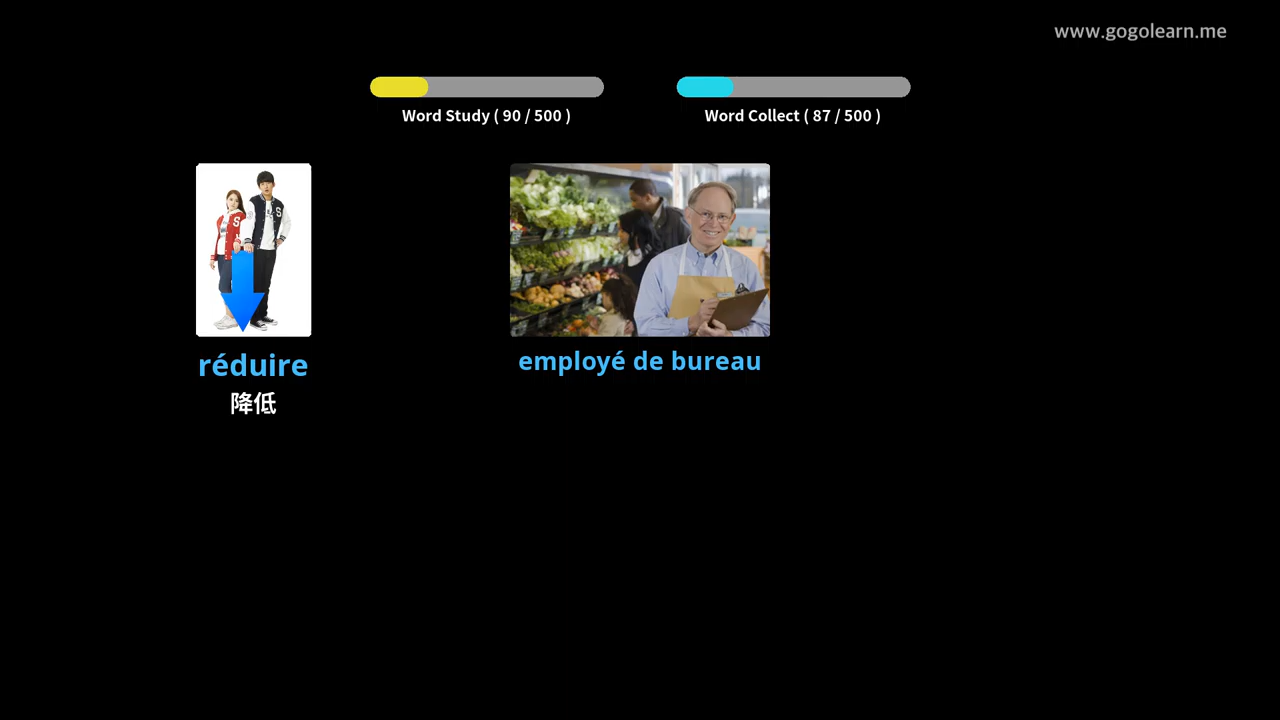 www.gogolearn.me
Word Study ( 90 / 500 )
Word Collect ( 87 / 500 )
réduire
降低
employé de bureau